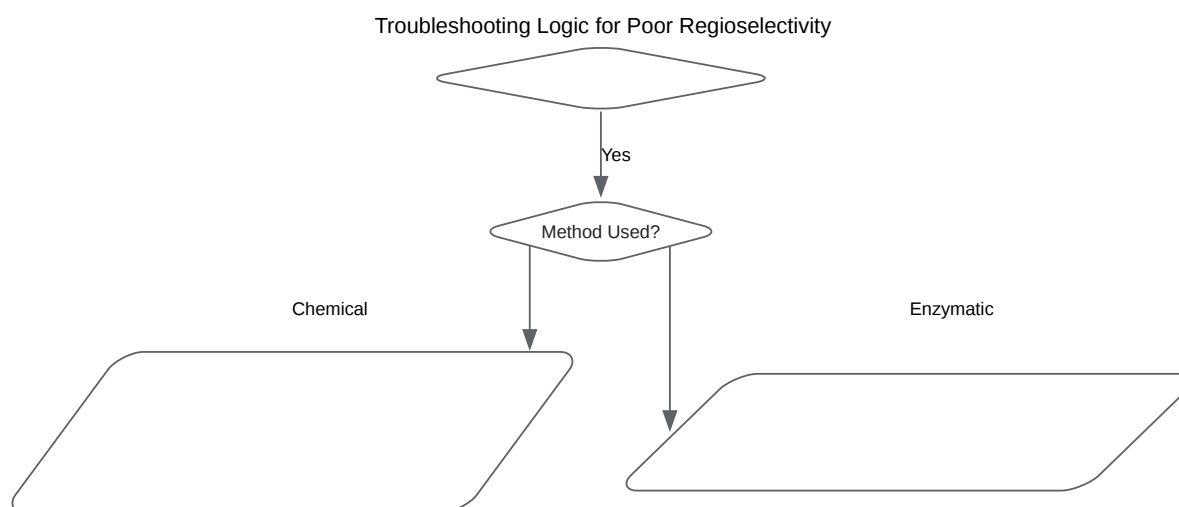 Troubleshooting Logic for Poor Regioselectivity
Yes
Method Used?
Chemical
Enzymatic